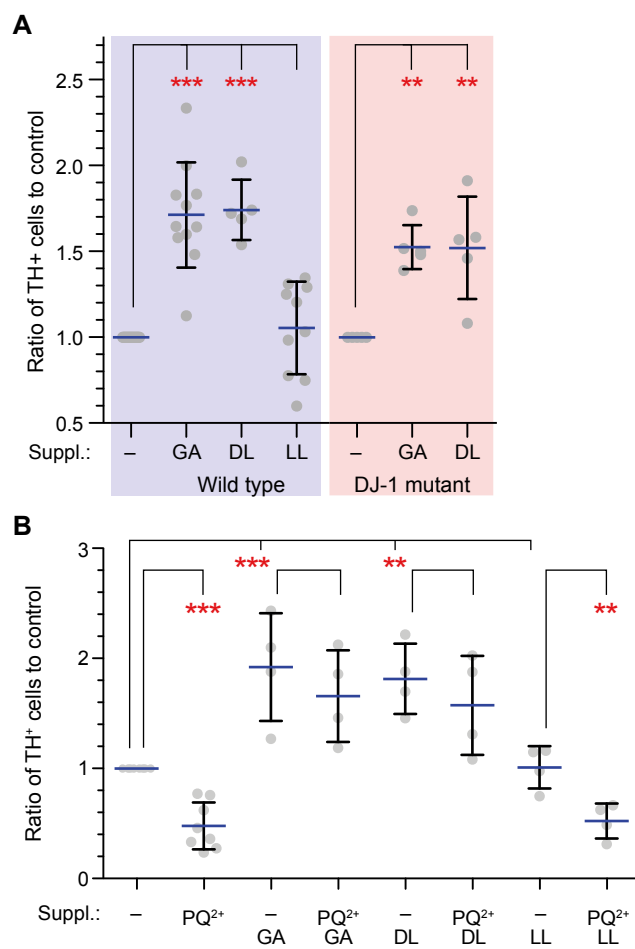 A
Ratio of TH+ cells to control
2.5
2.0
1.5
1.0
0.5
*** *** ** **
Suppl.: – GA DL LL – GA DL
Wild type DJ-1 mutant
B
Ratio of TH⁺ cells to control
3
2
1
0
*** ** *** **
Suppl.: – PQ²⁺ – PQ²⁺ – PQ²⁺ – PQ²⁺
GA GA DL DL LL LL